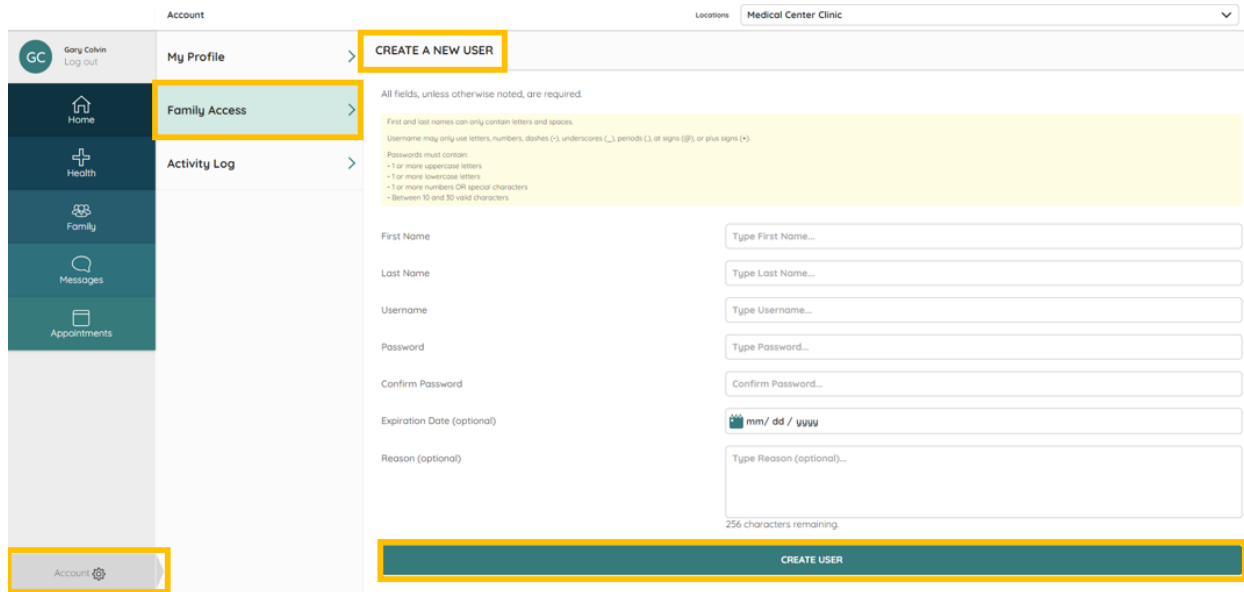 Account
Locations
Medical Center Clinic
GC
Gary Colvin
Log out
Home
Health
Family
Messages
Appointments
Account
My Profile
Family Access
Activity Log
CREATE A NEW USER
All fields, unless otherwise noted, are required.
First and last names can only contain letters and spaces.
Username may only use letters, numbers, dashes (-), underscores (_), periods (.), at signs (@), or plus signs (+).
Passwords must contain:
- 1 or more uppercase letters
- 1 or more lowercase letters
- 1 or more numbers OR special characters
- Between 10 and 30 valid characters
First Name
Type First Name...
Last Name
Type Last Name...
Username
Type Username...
Password
Type Password...
Confirm Password
Confirm Password...
Expiration Date (optional)
mm/ dd / yyyy
Reason (optional)
Type Reason (optional)...
256 characters remaining.
CREATE USER